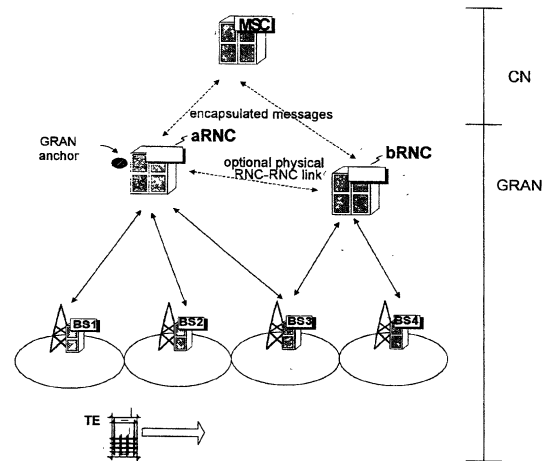 MSC
CN
encapsulated messages
aRNC
GRAN
anchor
optional physical
RNC-RNC link
bRNC
GRAN
BS1
BS2
BS3
BS4
TE